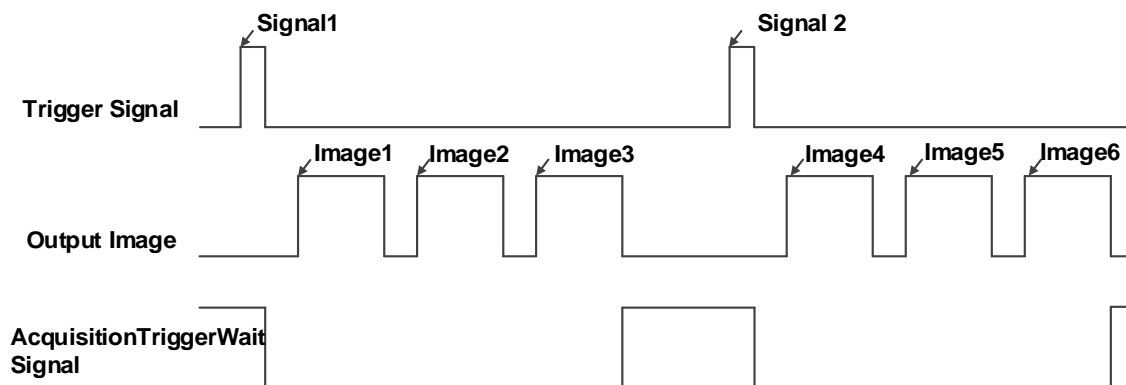 Signal1
Signal 2
Trigger Signal
Image1
Image2
Image3
Image4
Image5
Image6
Output Image
AcquisitionTriggerWait
Signal